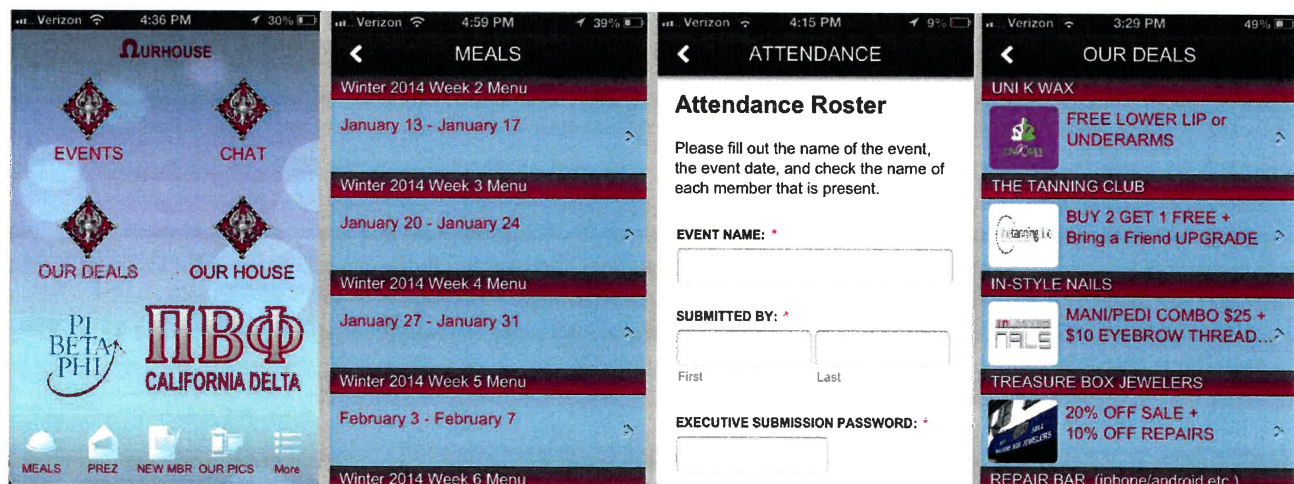 Verizon 4:36 PM 30%
ΩURHOUSE
EVENTS CHAT
OUR DEALS OUR HOUSE
PI
BETA
PHI
ΠΒΦ
CALIFORNIA DELTA
MEALS PREZ NEW MBR OUR PICS More
Verizon 4:59 PM 39%
MEALS
Winter 2014 Week 2 Menu
January 13 - January 17
Winter 2014 Week 3 Menu
January 20 - January 24
Winter 2014 Week 4 Menu
January 27 - January 31
Winter 2014 Week 5 Menu
February 3 - February 7
Winter 2014 Week 6 Menu
Verizon 4:15 PM 9%
ATTENDANCE
Attendance Roster
Please fill out the name of the event,
the event date, and check the name of
each member that is present.
EVENT NAME: *
SUBMITTED BY: *
First Last
EXECUTIVE SUBMISSION PASSWORD: *
Verizon 3:29 PM 49%
OUR DEALS
UNI K WAX
FREE LOWER LIP or
UNDERARMS
THE TANNING CLUB
BUY 2 GET 1 FREE +
Bring a Friend UPGRADE
IN-STYLE NAILS
MANI/PEDI COMBO $25 +
$10 EYEBROW THREAD...
NAILS
TREASURE BOX JEWELERS
20% OFF SALE +
10% OFF REPAIRS
REPAIR BAR (iphone/android etc.)